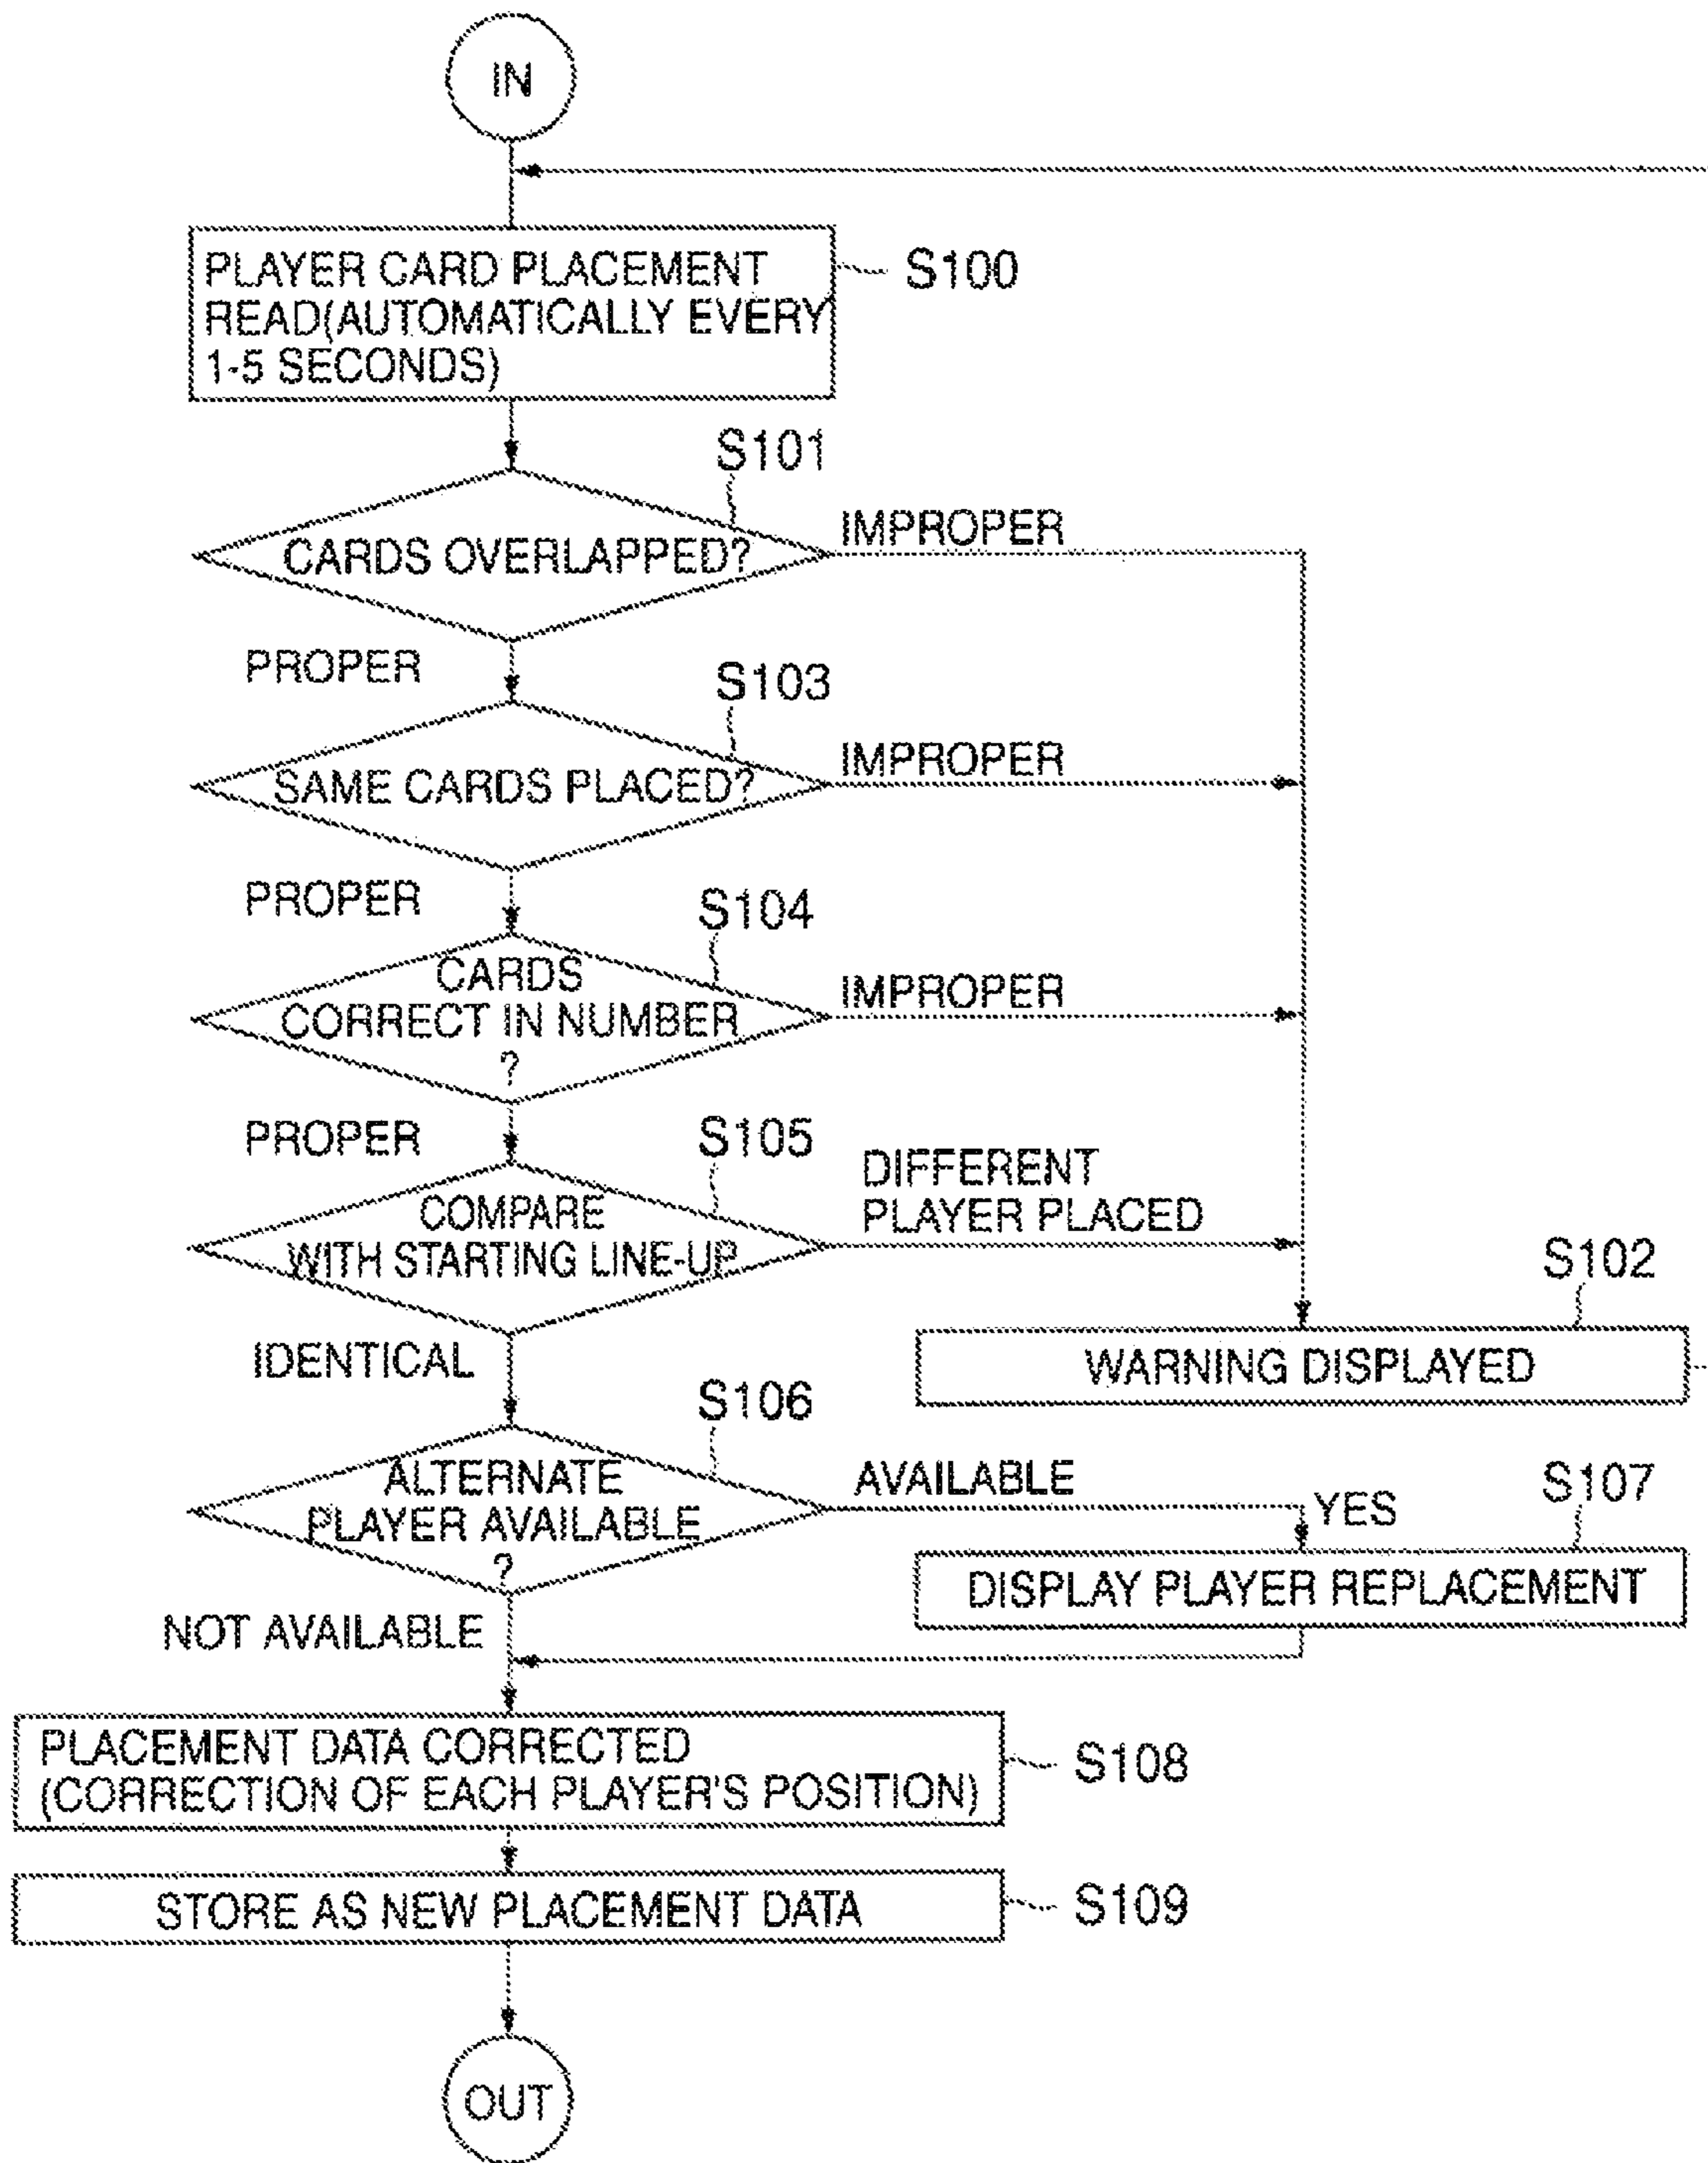 IN
PLAYER CARD PLACEMENT
READ(AUTOMATICALLY EVERY
1-5 SECONDS)
S100
S101
CARDS OVERLAPPED?
IMPROPER
PROPER
S103
SAME CARDS PLACED?
IMPROPER
PROPER
S104
CARDS
CORRECT IN NUMBER
?
IMPROPER
PROPER
S105
COMPARE
WITH STARTING LINE-UP
DIFFERENT
PLAYER PLACED
S102
WARNING DISPLAYED
IDENTICAL
S106
ALTERNATE
PLAYER AVAILABLE
?
AVAILABLE
YES
S107
DISPLAY PLAYER REPLACEMENT
NOT AVAILABLE
PLACEMENT DATA CORRECTED
(CORRECTION OF EACH PLAYER'S POSITION)
S108
STORE AS NEW PLACEMENT DATA
S109
OUT